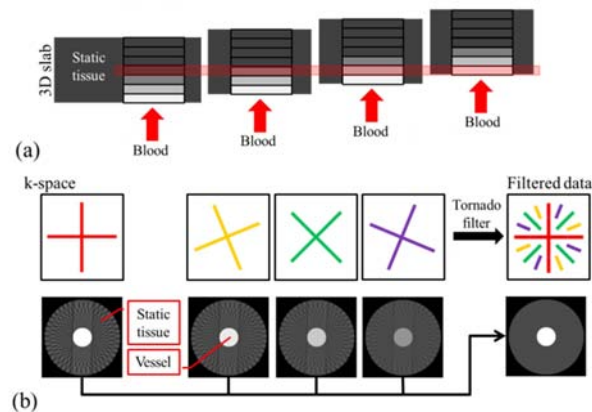 3D slab
Static
tissue
Blood
Blood
Blood
Blood
(a)
k-space
Filtered data
Tornado
filter
Static
tissue
Vessel
(b)